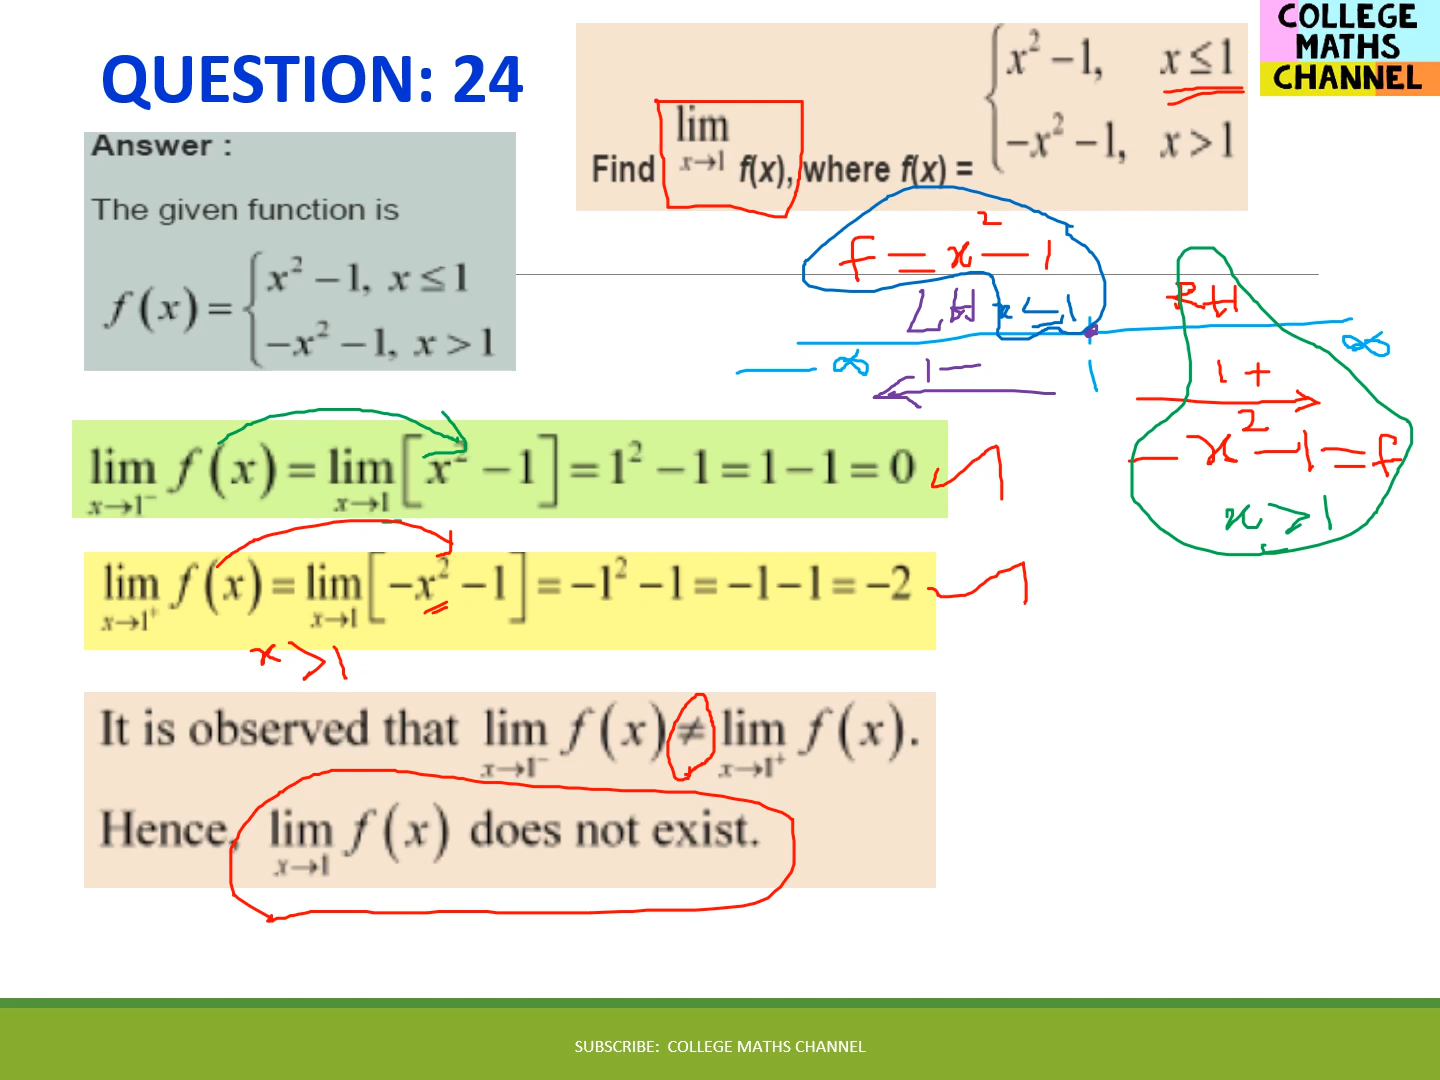 QUESTION: 24
COLLEGE
MATHS
CHANNEL
Find lim x→1 f(x), where f(x) = { x² −1, x ≤ 1
−x² −1, x > 1
Answer :
The given function is
f(x) = { x² −1, x ≤ 1
−x² −1, x > 1
f = x² − 1
LH x ≤ 1
RH
− ∞ 1 ∞
1− 1+
− x² − 1 = f
x > 1
lim x→1⁻ f(x) = lim x→1 [x² −1] = 1² −1 = 1−1 = 0
lim x→1⁺ f(x) = lim x→1 [−x² −1] = −1² −1 = −1−1 = −2
x > 1
It is observed that lim x→1⁻ f(x) ≠ lim x→1⁺ f(x).
Hence, lim x→1 f(x) does not exist.
SUBSCRIBE: COLLEGE MATHS CHANNEL